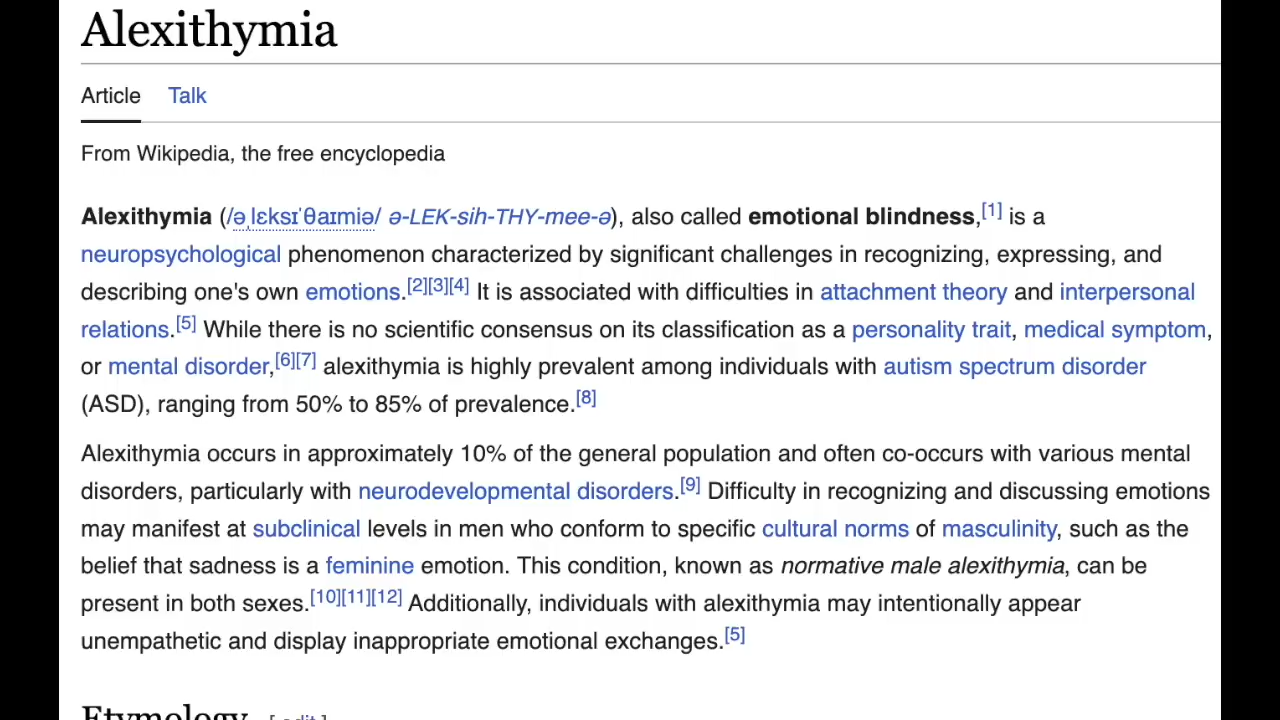 Alexithymia
Article Talk
From Wikipedia, the free encyclopedia
Alexithymia (/əˌlɛksɪˈθaɪmiə/ ə-LEK-sih-THY-mee-ə), also called emotional blindness,[1] is a
neuropsychological phenomenon characterized by significant challenges in recognizing, expressing, and
describing one's own emotions.[2][3][4] It is associated with difficulties in attachment theory and interpersonal
relations.[5] While there is no scientific consensus on its classification as a personality trait, medical symptom,
or mental disorder,[6][7] alexithymia is highly prevalent among individuals with autism spectrum disorder
(ASD), ranging from 50% to 85% of prevalence.[8]
Alexithymia occurs in approximately 10% of the general population and often co-occurs with various mental
disorders, particularly with neurodevelopmental disorders.[9] Difficulty in recognizing and discussing emotions
may manifest at subclinical levels in men who conform to specific cultural norms of masculinity, such as the
belief that sadness is a feminine emotion. This condition, known as normative male alexithymia, can be
present in both sexes.[10][11][12] Additionally, individuals with alexithymia may intentionally appear
unempathetic and display inappropriate emotional exchanges.[5]
Etymology [ edit ]